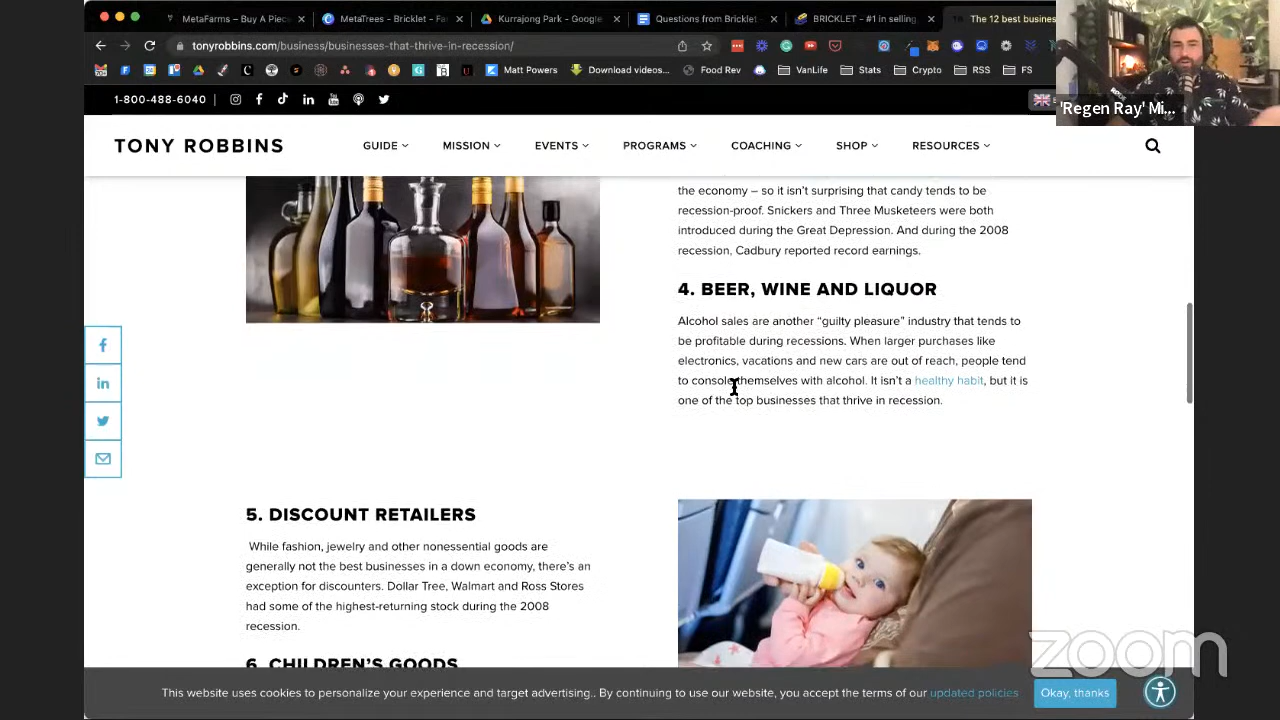 MetaFarms – Buy A Piec
MetaTrees - Bricklet - Fa
Kurrajong Park - Google
Questions from Bricklet
BRICKLET - #1 in selling
The 12 best busines
tonyrobbins.com/business/businesses-that-thrive-in-recession/
Matt Powers
Download videos...
Food Rev
VanLife
Stats
Crypto
RSS
FS
'Regen Ray' Mi...
1-800-488-6040 |
TONY ROBBINS
GUIDE
MISSION
EVENTS
PROGRAMS
COACHING
SHOP
RESOURCES
the economy – so it isn't surprising that candy tends to be
recession-proof. Snickers and Three Musketeers were both
introduced during the Great Depression. And during the 2008
recession, Cadbury reported record earnings.
4. BEER, WINE AND LIQUOR
Alcohol sales are another “guilty pleasure” industry that tends to
be profitable during recessions. When larger purchases like
electronics, vacations and new cars are out of reach, people tend
to console themselves with alcohol. It isn't a healthy habit, but it is
one of the top businesses that thrive in recession.
5. DISCOUNT RETAILERS
While fashion, jewelry and other nonessential goods are
generally not the best businesses in a down economy, there's an
exception for discounters. Dollar Tree, Walmart and Ross Stores
had some of the highest-returning stock during the 2008
recession.
6. CHILDREN'S GOODS
zoom
This website uses cookies to personalize your experience and target advertising.. By continuing to use our website, you accept the terms of our updated policies
Okay, thanks